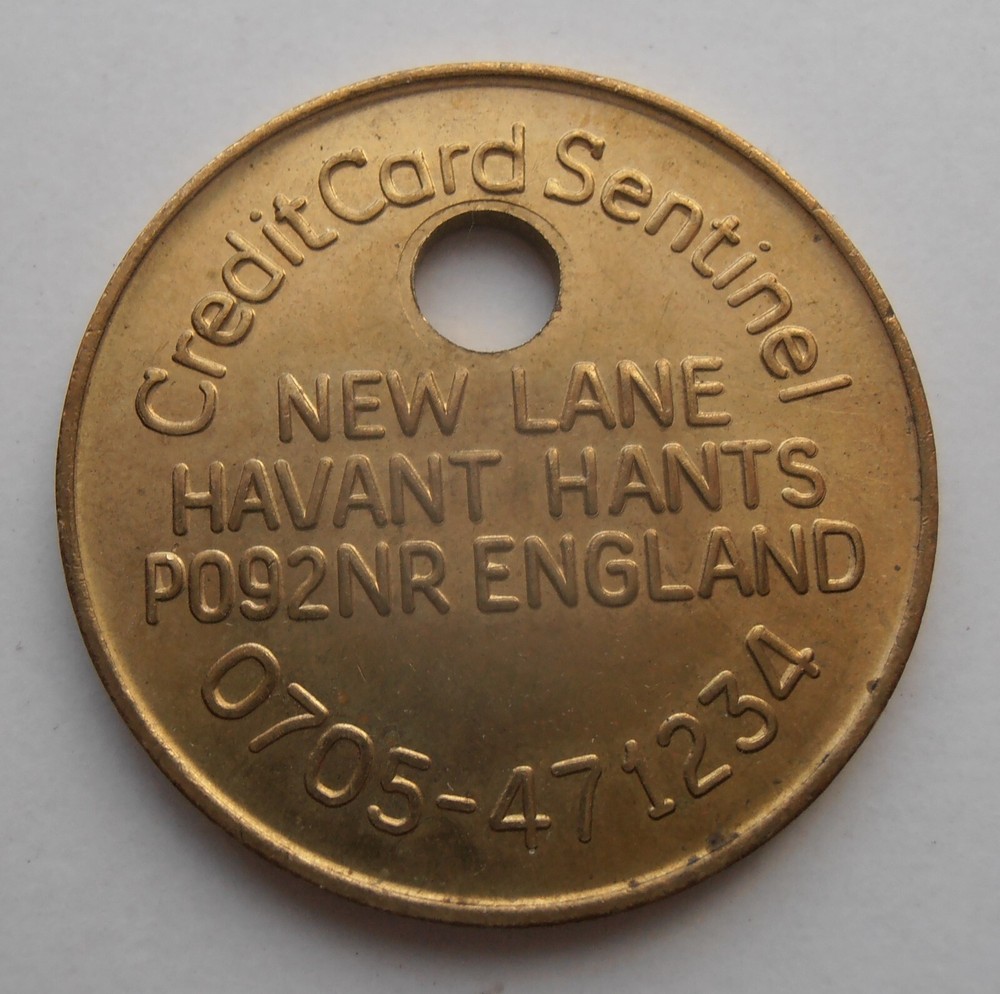 Credit Card Sentinel
NEW LANE
HAVANT HANTS
PO92NR ENGLAND
0705-471234